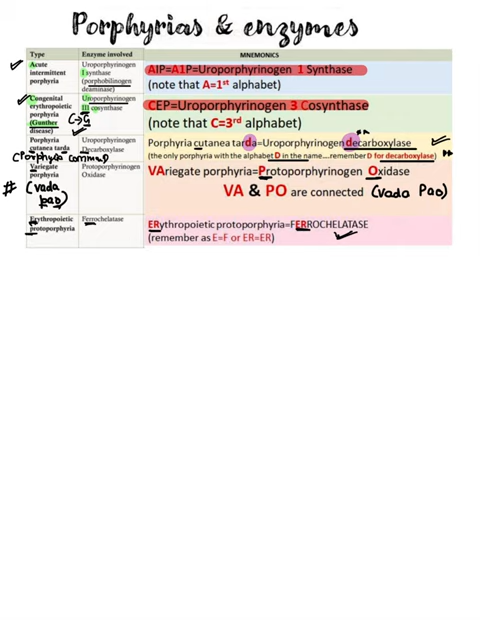 Porphyrias & enzymes
Type Enzyme involved MNEMONICS
Acute intermittent porphyria
Uroporphyrinogen I synthase (porphobilinogen deaminase)
AIP=A1P=Uroporphyrinogen 1 Synthase
(note that A=1st alphabet)
Congenital erythropoietic porphyria (Gunther disease)
Uroporphyrinogen III cosynthase
C→G
CEP=Uroporphyrinogen 3 Cosynthase
(note that C=3rd alphabet)
Porphyria cutanea tarda
Uroporphyrinogen Decarboxylase
Porphyria cutanea tarda=Uroporphyrinogen decarboxylase
(the only porphyria with the alphabet D in the name....remember D for decarboxylase)
Variegate porphyria
Protoporphyrinogen Oxidase
# (vada pao)
VAriegate porphyria=Protoporphyrinogen Oxidase
VA & PO are connected (vada Pao)
Erythropoietic protoporphyria
Ferrochelatase
ERythropoietic protoporphyria=FERROCHELATASE
(remember as E=F or ER=ER)